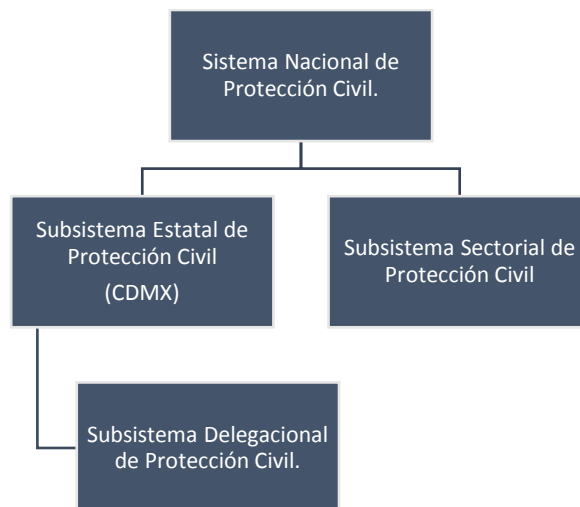 Sistema Nacional de
Protección Civil.
Subsistema Estatal de
Protección Civil
(CDMX)
Subsistema Sectorial de
Protección Civil
Subsistema Delegacional
de Protección Civil.